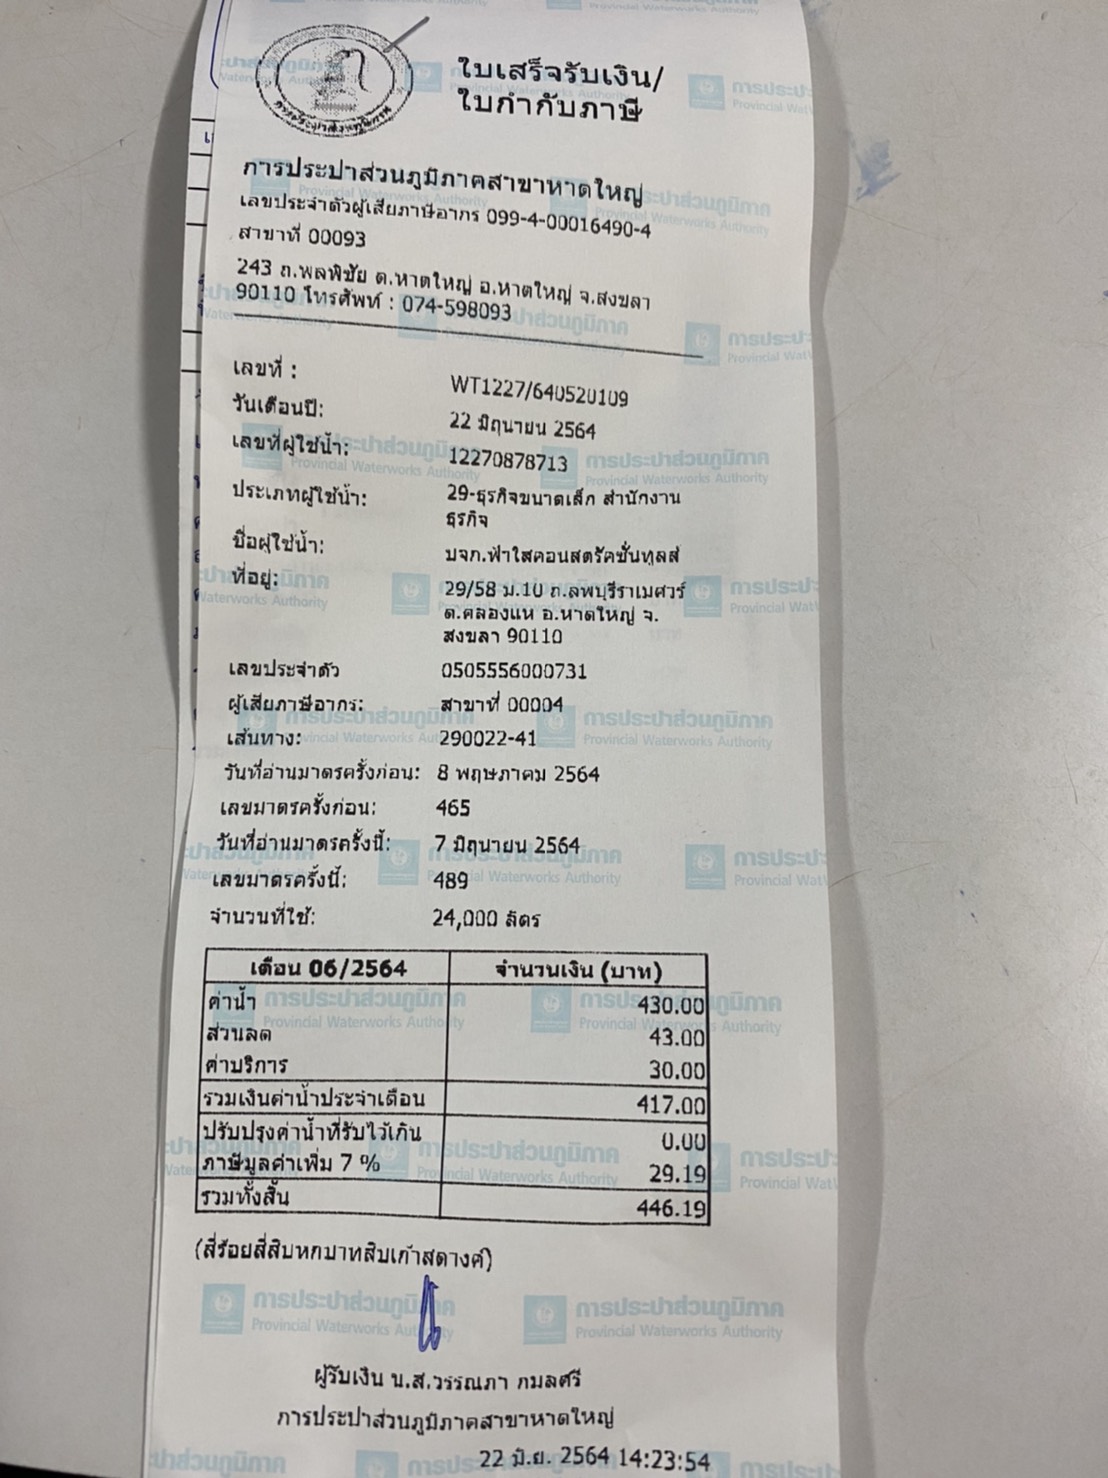 ใบเสร็จรับเงิน/
ใบกำกับภาษี
การประปาส่วนภูมิภาคสาขาหาดใหญ่
เลขประจำตัวผู้เสียภาษีอากร 099-4-00016490-4
สาขาที่ 00093
243 ถ.พลพิชัย ต.หาดใหญ่ อ.หาดใหญ่ จ.สงขลา
90110 โทรศัพท์ : 074-598093
เลขที่ : WT1227/640520109
วันเดือนปี: 22 มิถุนายน 2564
เลขที่ผู้ใช้น้ำ: 12270878713
ประเภทผู้ใช้น้ำ: 29-ธุรกิจขนาดเล็ก สำนักงาน
ธุรกิจ
ชื่อผู้ใช้น้ำ: บจก.ฟ้าใสคอนสตรัคชั่นทูลส์
ที่อยู่: 29/58 ม.10 ถ.ลพบุรีราเมศวร์
ต.คลองแห อ.หาดใหญ่ จ.
สงขลา 90110
เลขประจำตัว 0505556000731
ผู้เสียภาษีอากร: สาขาที่ 00004
เส้นทาง: 290022-41
วันที่อ่านมาตรครั้งก่อน: 8 พฤษภาคม 2564
เลขมาตรครั้งก่อน: 465
วันที่อ่านมาตรครั้งนี้: 7 มิถุนายน 2564
เลขมาตรครั้งนี้: 489
จำนวนที่ใช้: 24,000 ลิตร
เดือน 06/2564 จำนวนเงิน (บาท)
ค่าน้ำ 430.00
ส่วนลด 43.00
ค่าบริการ 30.00
รวมเงินค่าน้ำประจำเดือน 417.00
ปรับปรุงค่าน้ำที่รับไว้เกิน 0.00
ภาษีมูลค่าเพิ่ม 7 % 29.19
รวมทั้งสิ้น 446.19
(สี่ร้อยสี่สิบหกบาทสิบเก้าสตางค์)
ผู้รับเงิน น.ส.วรรณภา กมลศรี
การประปาส่วนภูมิภาคสาขาหาดใหญ่
22 มิ.ย. 2564 14:23:54